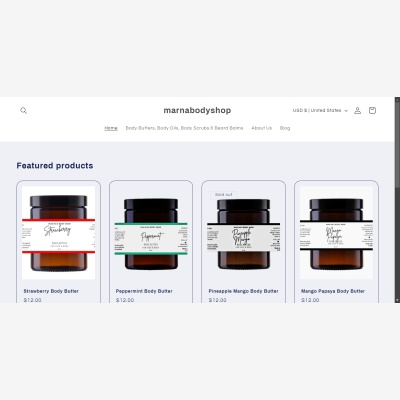 marnabodyshop
USD $ | United States
Home Body Butters, Body Oils, Body Scrubs & Beard Balms About Us Blog
Featured products
Sold out
Strawberry
Peppermint
Pineapple
Mango
Mango
Papaya
Strawberry Body Butter
Peppermint Body Butter
Pineapple Mango Body Butter
Mango Papaya Body Butter
$12.00
$12.00
$12.00
$12.00